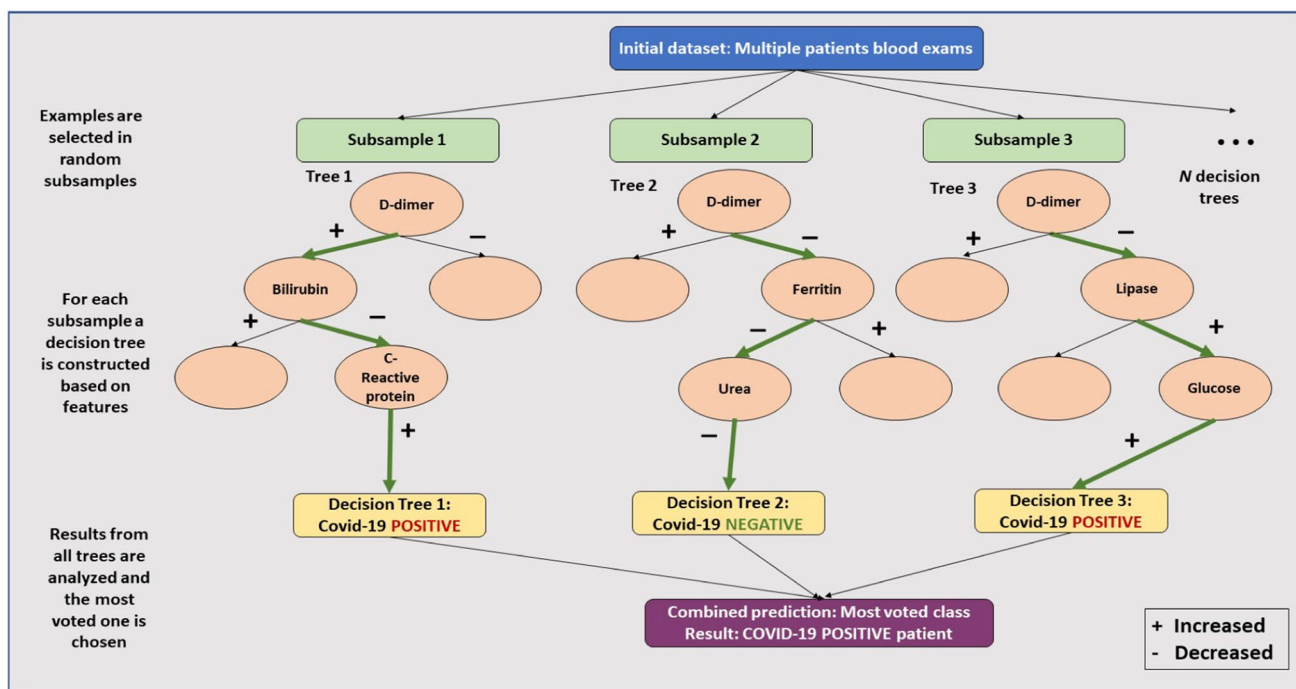 Initial dataset: Multiple patients blood exams
Examples are
selected in
random
subsamples
Subsample 1
Subsample 2
Subsample 3
...
N decision
trees
Tree 1
Tree 2
Tree 3
D-dimer
D-dimer
D-dimer
+
–
+
–
+
–
Bilirubin
Ferritin
Lipase
For each
subsample a
decision tree
is constructed
based on
features
+
–
–
+
+
C-
Reactive
protein
Urea
Glucose
+
–
+
Decision Tree 1:
Covid-19 POSITIVE
Decision Tree 2:
Covid-19 NEGATIVE
Decision Tree 3:
Covid-19 POSITIVE
Results from
all trees are
analyzed and
the most
voted one is
chosen
Combined prediction: Most voted class
Result: COVID-19 POSITIVE patient
+ Increased
- Decreased